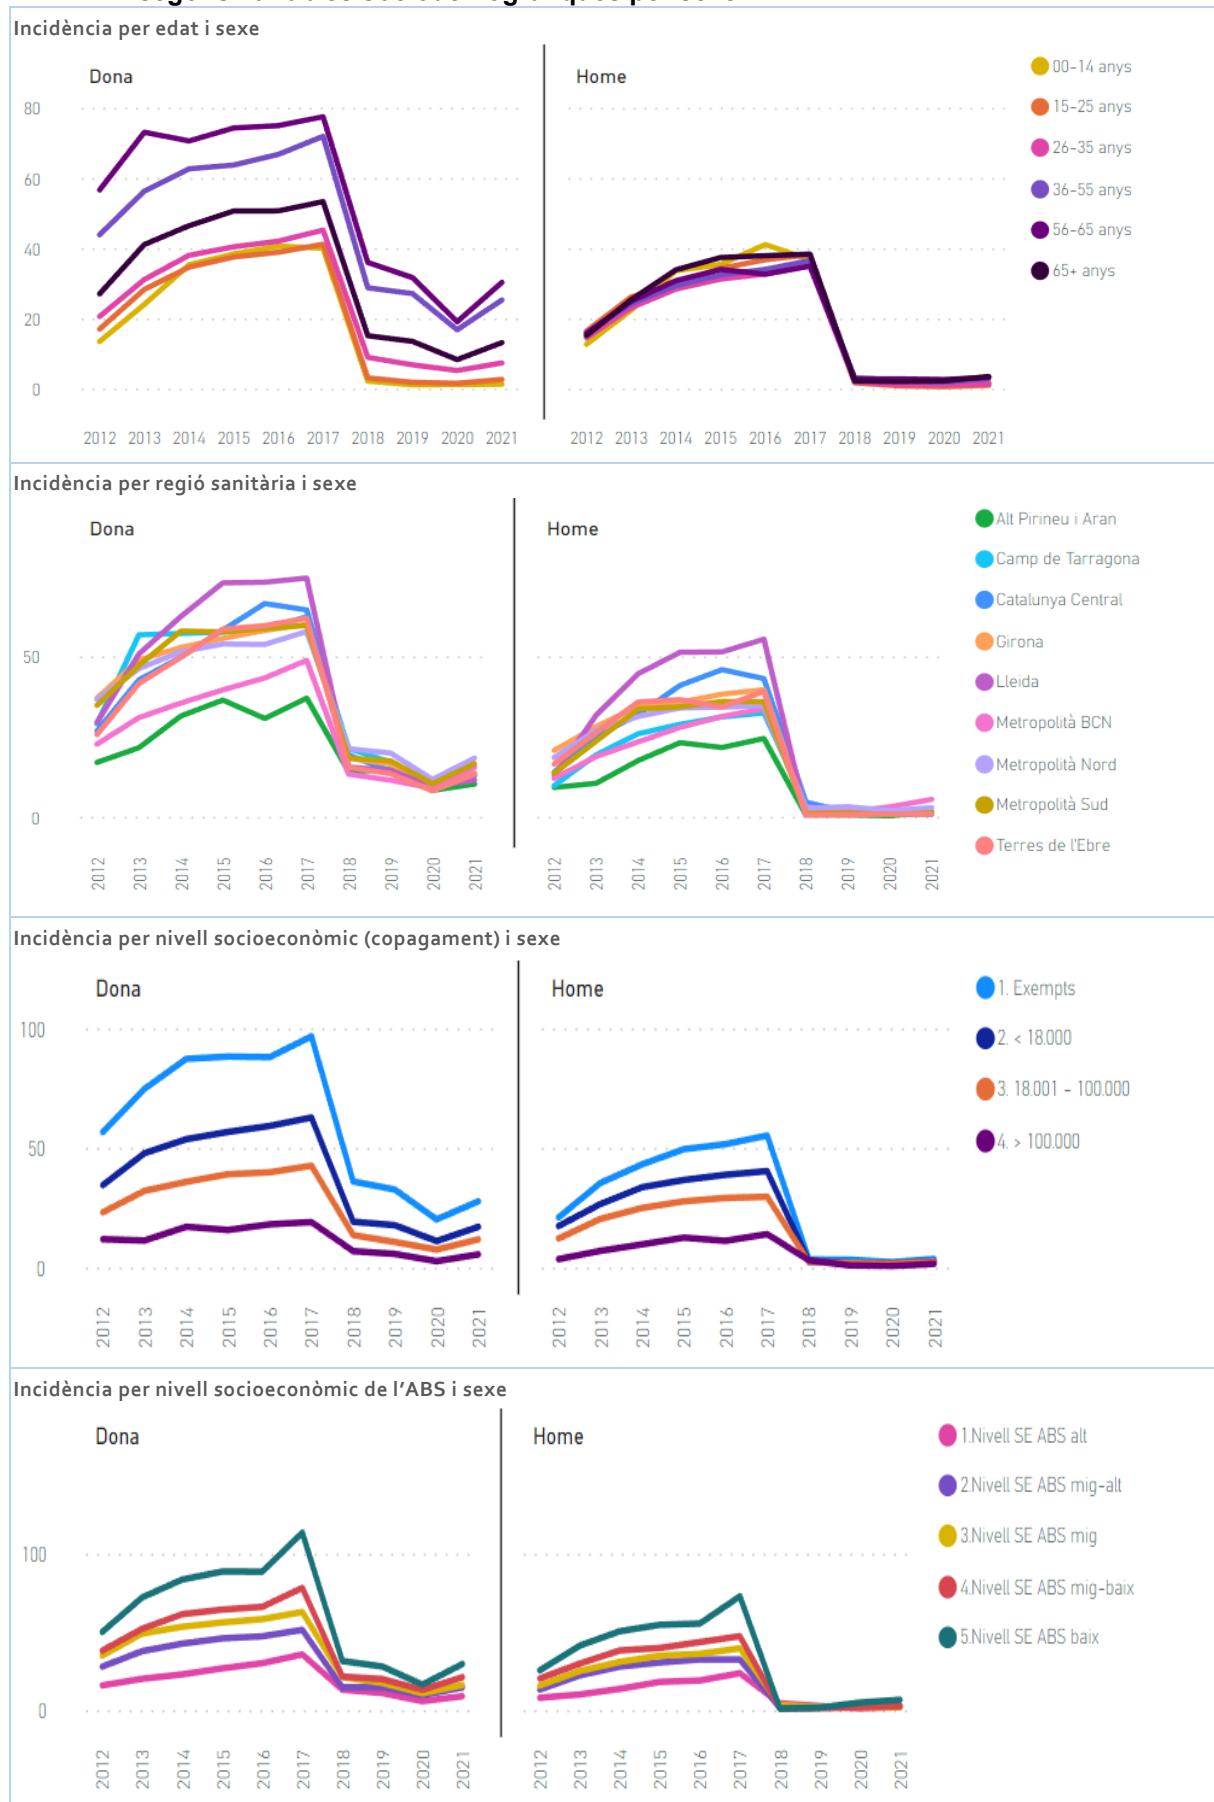 Incidència per edat i sexe
Dona
Home
80
60
40
20
0
2012 2013 2014 2015 2016 2017 2018 2019 2020 2021
2012 2013 2014 2015 2016 2017 2018 2019 2020 2021
00-14 anys
15-25 anys
26-35 anys
36-55 anys
56-65 anys
65+ anys
Incidència per regió sanitària i sexe
Dona
Home
50
0
2012 2013 2014 2015 2016 2017 2018 2019 2020 2021
2012 2013 2014 2015 2016 2017 2018 2019 2020 2021
Alt Pirineu i Aran
Camp de Tarragona
Catalunya Central
Girona
Lleida
Metropolità BCN
Metropolità Nord
Metropolità Sud
Terres de l'Ebre
Incidència per nivell socioeconòmic (copagament) i sexe
Dona
Home
100
50
0
2012 2013 2014 2015 2016 2017 2018 2019 2020 2021
2012 2013 2014 2015 2016 2017 2018 2019 2020 2021
1. Exempts
2. < 18.000
3. 18.001 - 100.000
4. > 100.000
Incidència per nivell socioeconòmic de l'ABS i sexe
Dona
Home
100
0
2012 2013 2014 2015 2016 2017 2018 2019 2020 2021
2012 2013 2014 2015 2016 2017 2018 2019 2020 2021
1.Nivell SE ABS alt
2.Nivell SE ABS mig-alt
3.Nivell SE ABS mig
4.Nivell SE ABS mig-baix
5.Nivell SE ABS baix